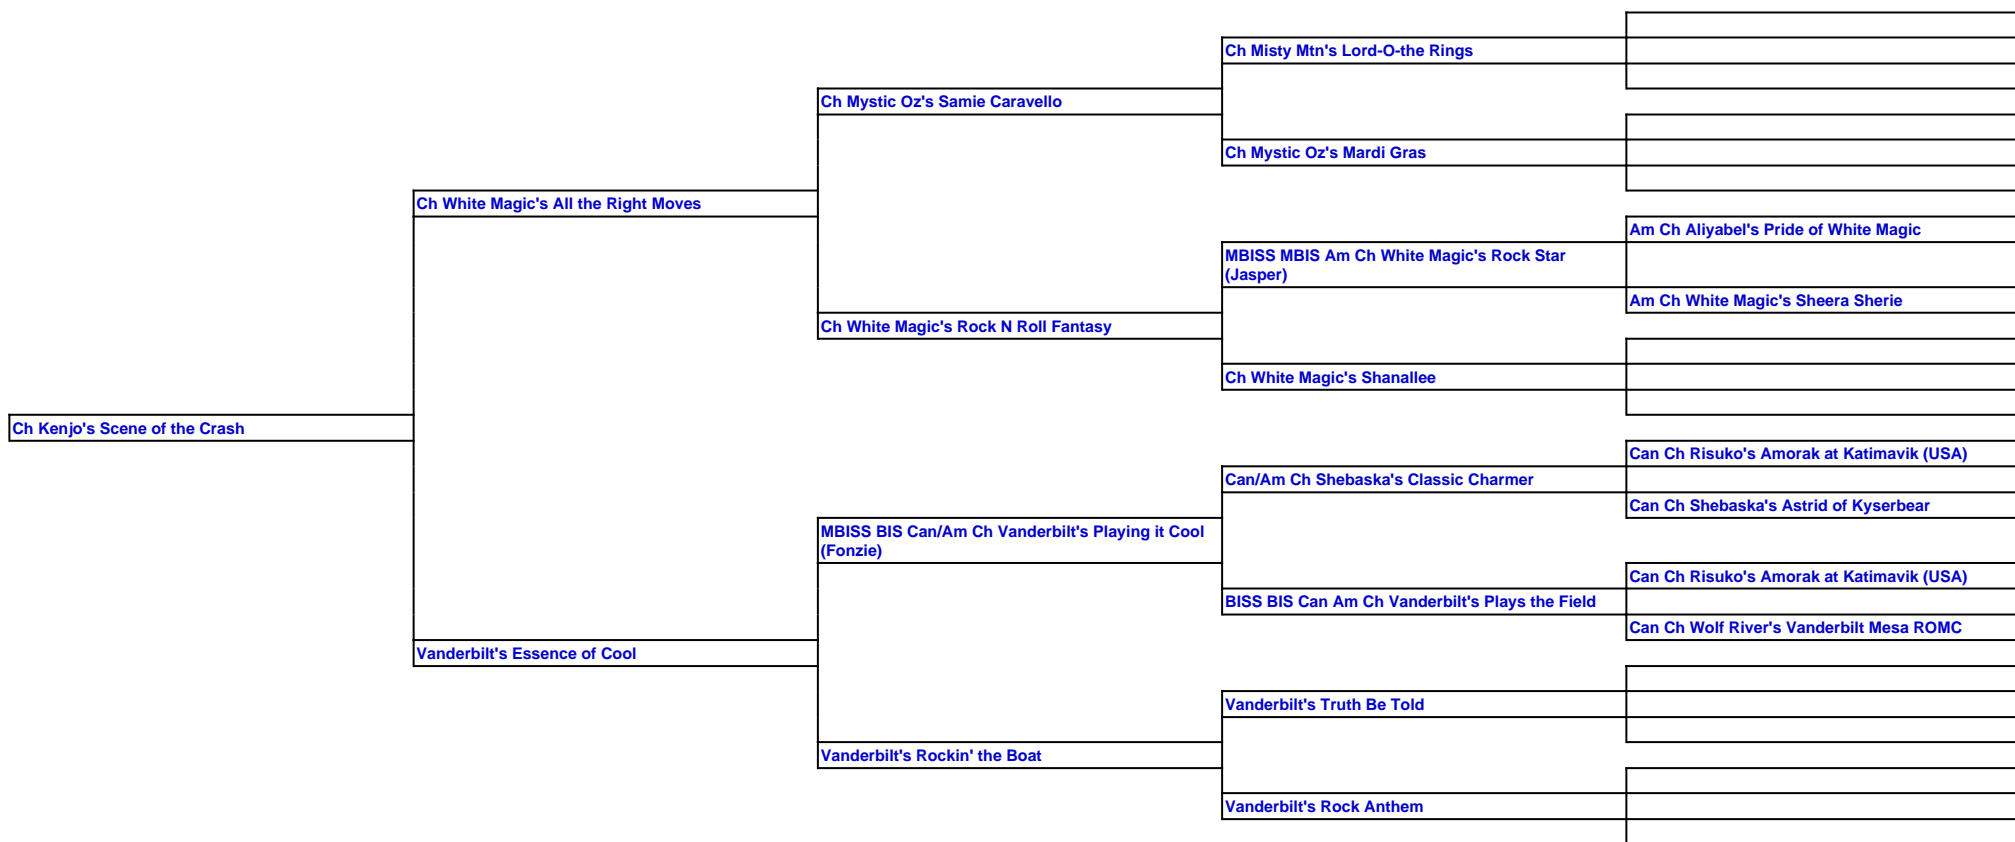 Ch Misty Mtn's Lord-O-the Rings
Ch Mystic Oz's Samie Caravello
Ch Mystic Oz's Mardi Gras
Ch White Magic's All the Right Moves
Am Ch Aliyabel's Pride of White Magic
MBISS MBIS Am Ch White Magic's Rock Star
(Jasper)
Am Ch White Magic's Sheera Sherie
Ch White Magic's Rock N Roll Fantasy
Ch White Magic's Shanallee
Ch Kenjo's Scene of the Crash
Can Ch Risuko's Amorak at Katimavik (USA)
Can/Am Ch Shebaska's Classic Charmer
Can Ch Shebaska's Astrid of Kyserbear
MBISS BIS Can/Am Ch Vanderbilt's Playing it Cool
(Fonzie)
Can Ch Risuko's Amorak at Katimavik (USA)
BISS BIS Can Am Ch Vanderbilt's Plays the Field
Can Ch Wolf River's Vanderbilt Mesa ROMC
Vanderbilt's Essence of Cool
Vanderbilt's Truth Be Told
Vanderbilt's Rockin' the Boat
Vanderbilt's Rock Anthem